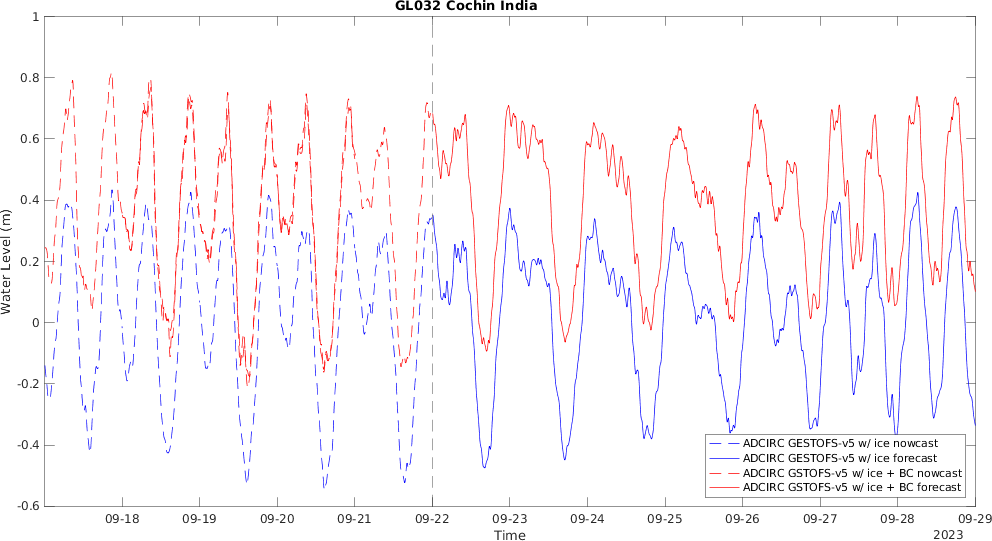 GL032 Cochin India
1
0.8
0.6
0.4
0.2
0
-0.2
-0.4
-0.6
Water Level (m)
09-18 09-19 09-20 09-21 09-22 09-23 09-24 09-25 09-26 09-27 09-28 09-29
Time
2023
ADCIRC GESTOFS-v5 w/ ice nowcast
ADCIRC GESTOFS-v5 w/ ice forecast
ADCIRC GSTOFS-v5 w/ ice + BC nowcast
ADCIRC GSTOFS-v5 w/ ice + BC forecast